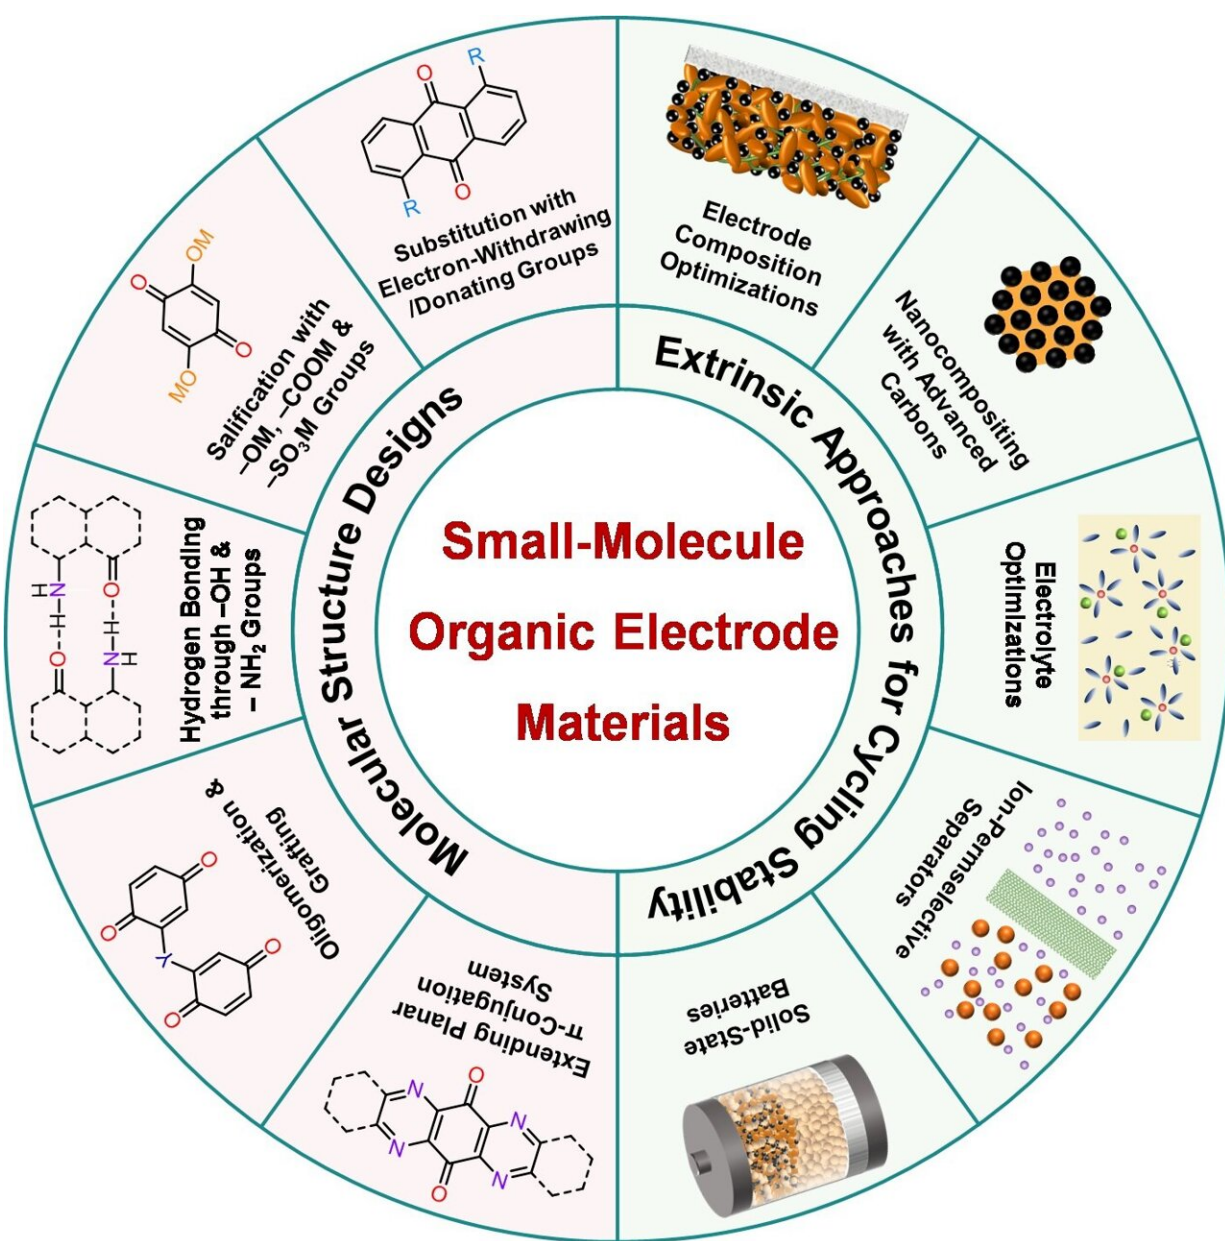 Small-Molecule
Organic Electrode
Materials
Molecular Structure Designs
Extrinsic Approaches for Cycling Stability
R
O
O
R
Substitution with
Electron-Withdrawing
/Donating Groups
Electrode
Composition
Optimizations
Nanocompositing
with Advanced
Carbons
Electrolyte
Optimizations
Ion-Permselective
Separators
Solid-State
Batteries
Extending Planar
π-Conjugation
System
O
N
N
N
N
O
Oligomerization &
Grafting
O
O
Y
O
O
Hydrogen Bonding
through –OH &
– NH₂ Groups
H
N–H---O
O---H–N
H
Salification with
–OM, –COOM &
–SO₃M Groups
OM
O
O
MO